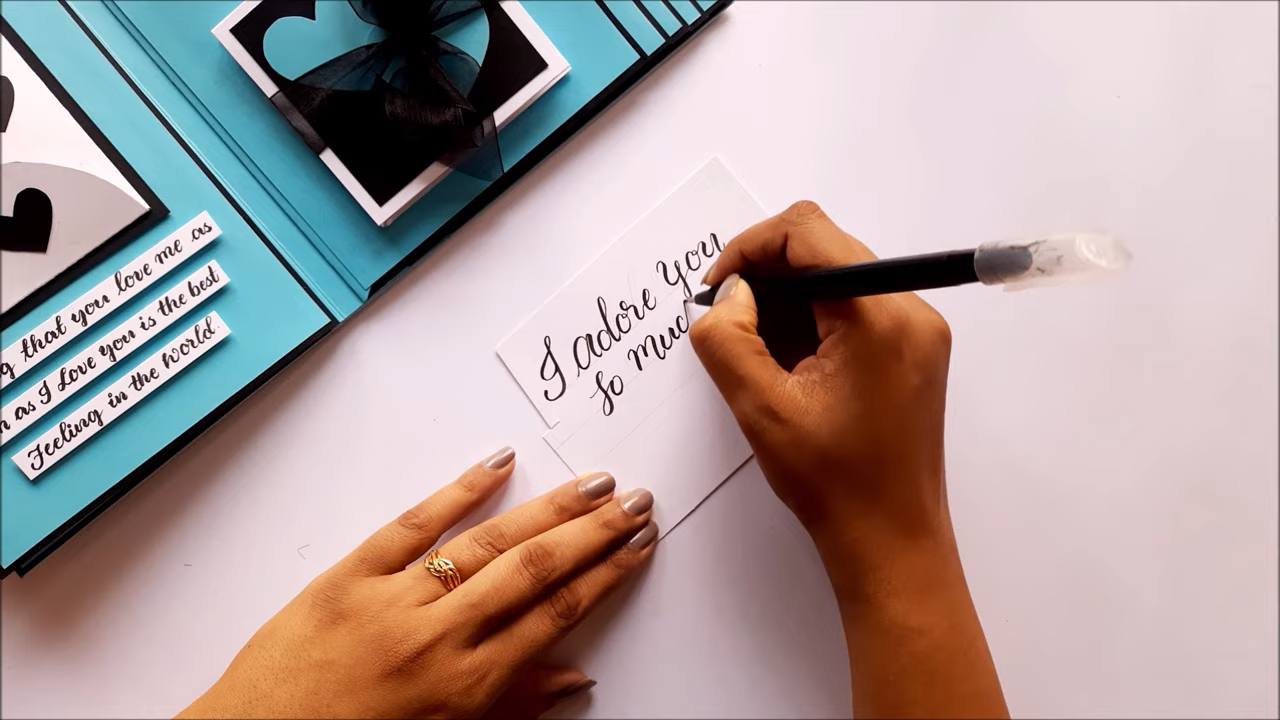 that you love me as
as I Love you is the best
Feeling in the world.
I adore you
so muc